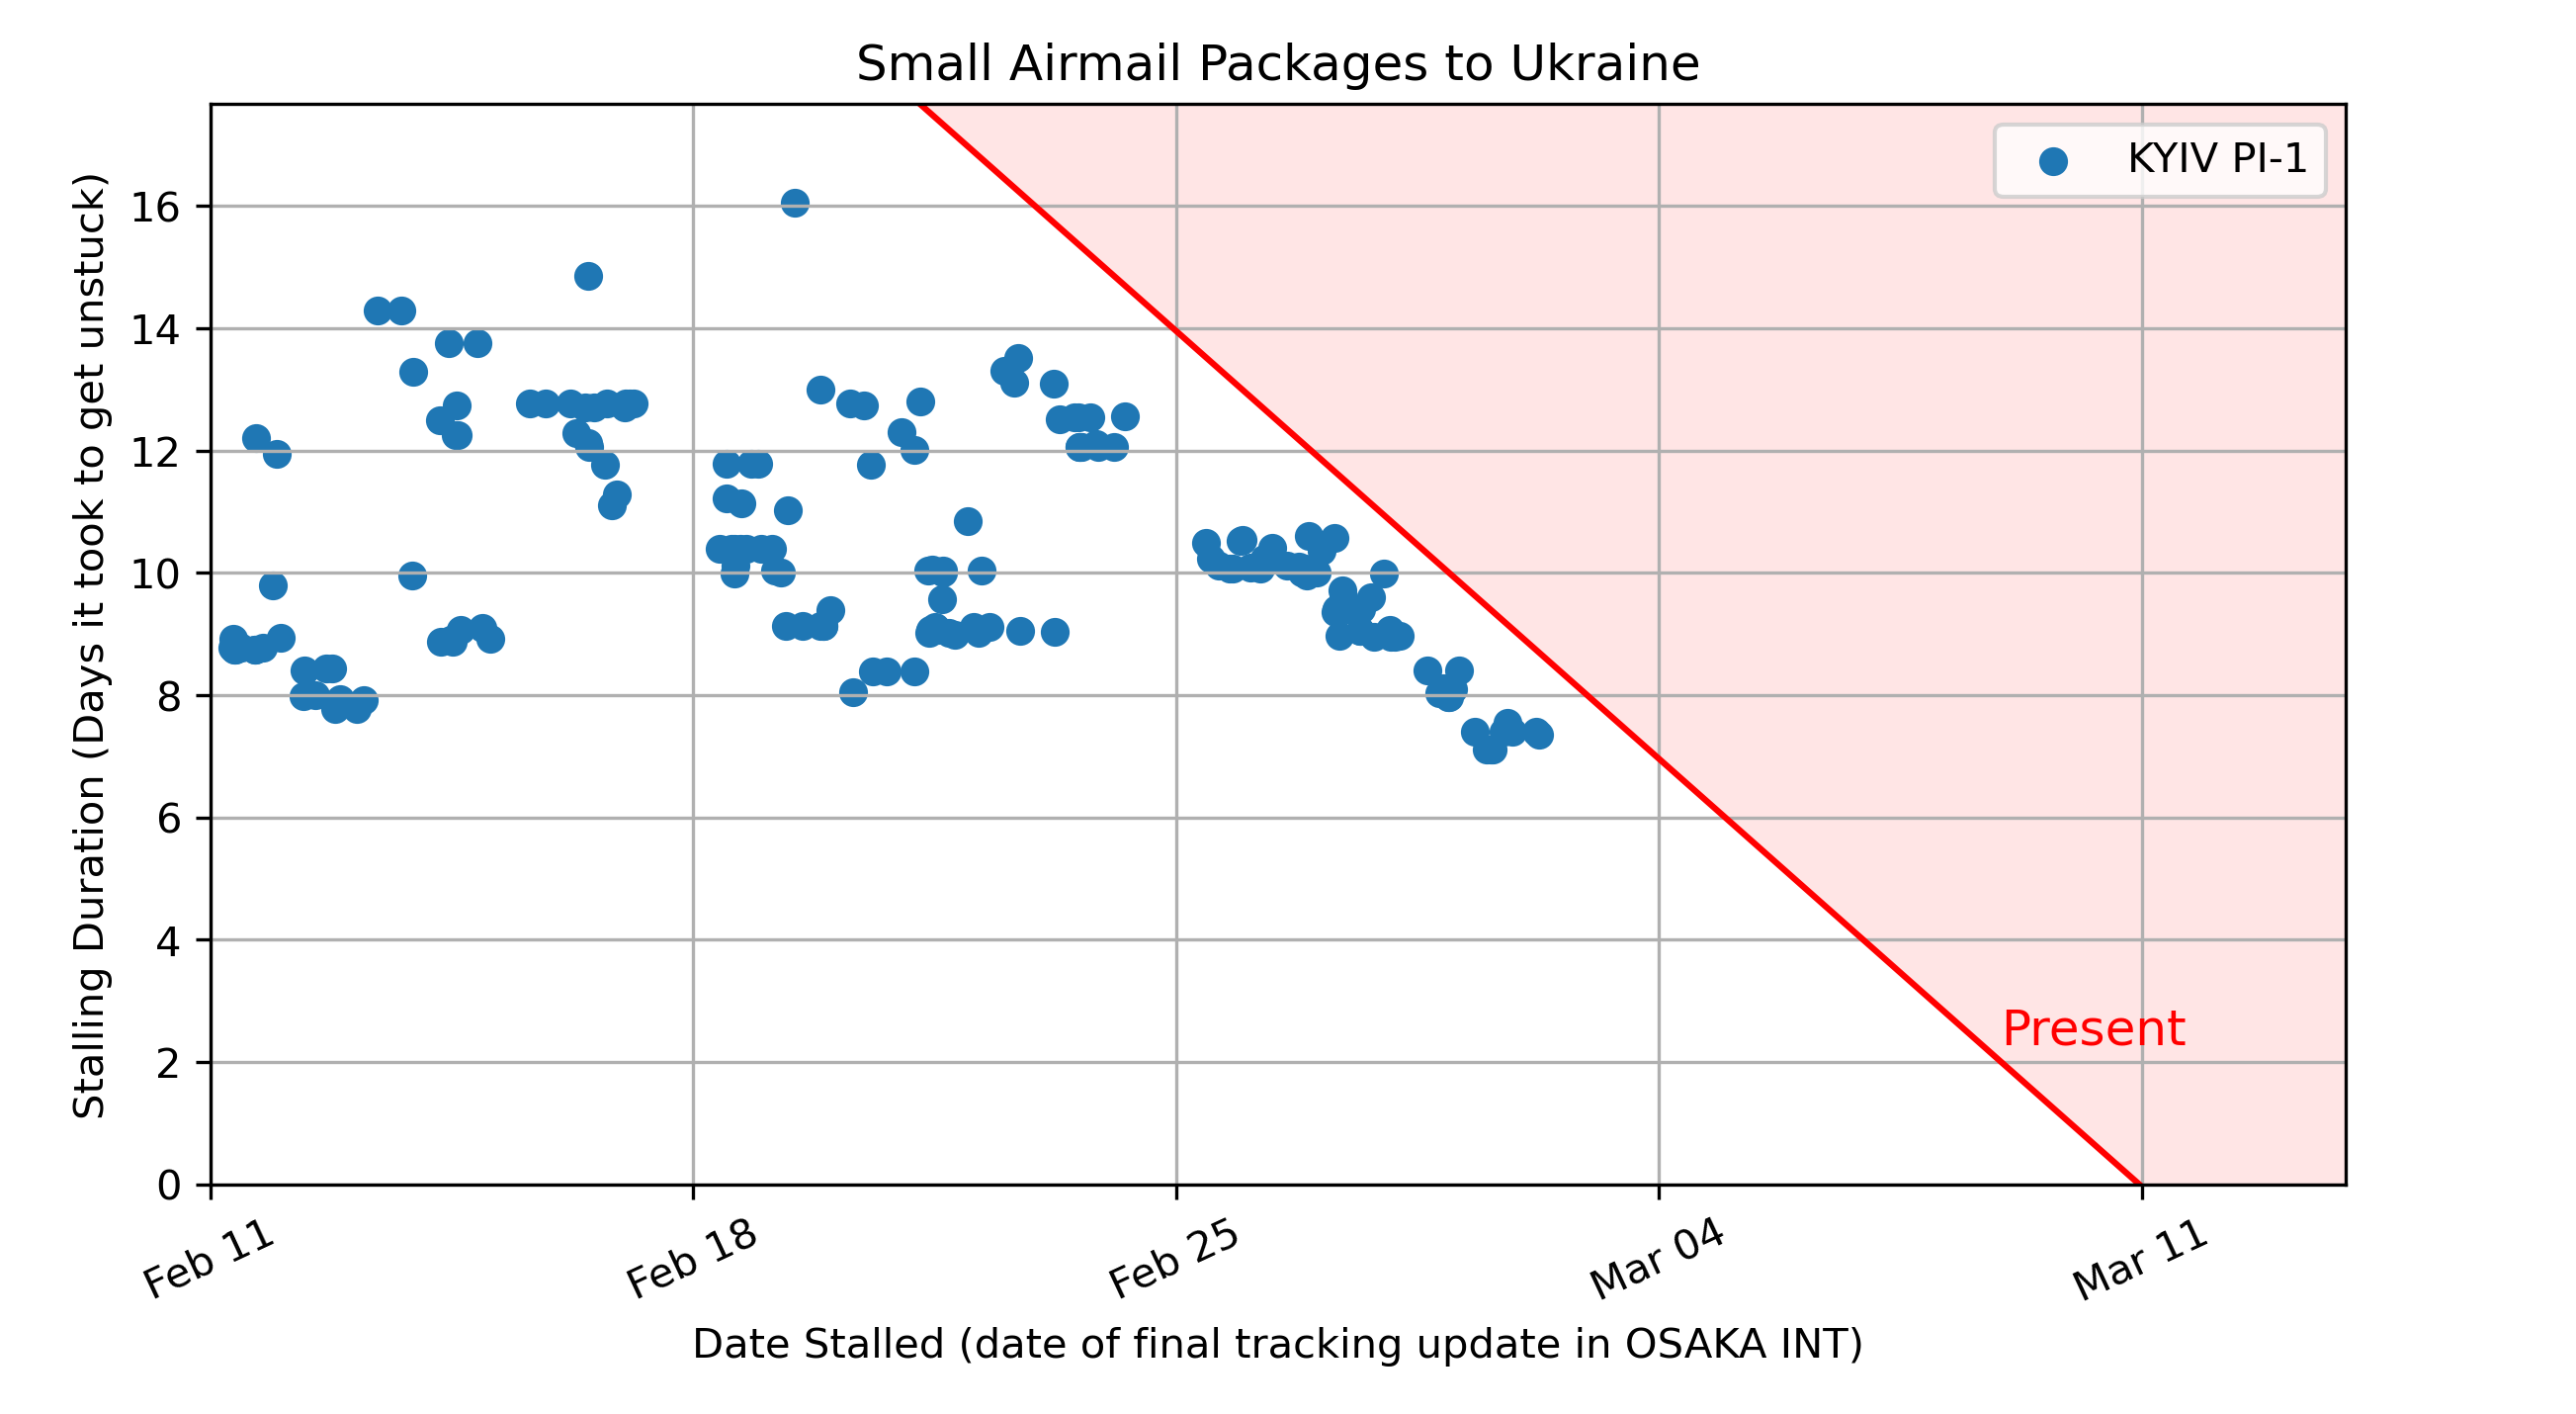 Small Airmail Packages to Ukraine
KYIV PI-1
Stalling Duration (Days it took to get unstuck)
16
14
12
10
8
6
4
2
0
Present
Feb 11
Feb 18
Feb 25
Mar 04
Mar 11
Date Stalled (date of final tracking update in OSAKA INT)